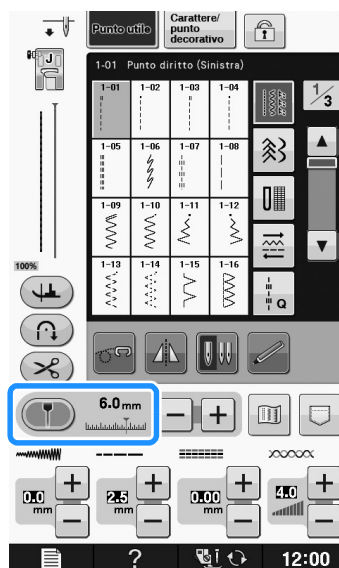 Punto utile
Carattere/
punto
decorativo
J
1-01 Punto diritto (Sinistra)
1/3
1-01 1-02 1-03 1-04
1-05 1-06 1-07 1-08
1-09 1-10 1-11 1-12
1-13 1-14 1-15 1-16
100%
Q
6.0 mm
− +
+ + + +
0.0 mm 2.5 mm 0.00 mm 4.0
− − − −
? 12:00